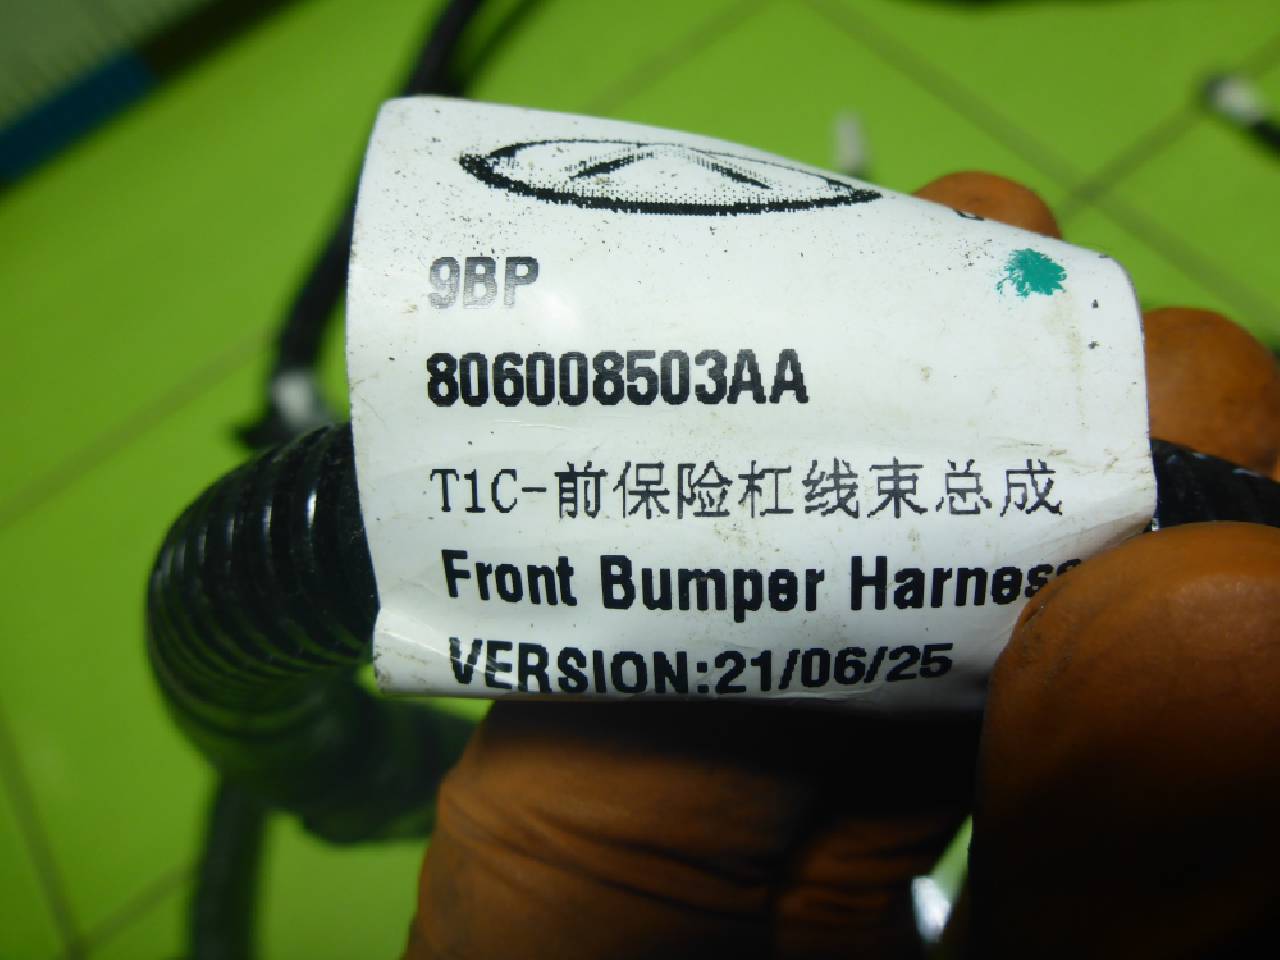 9BP
806008503AA
T1C-前保险杠线束总成
Front Bumper Harness
VERSION:21/06/25